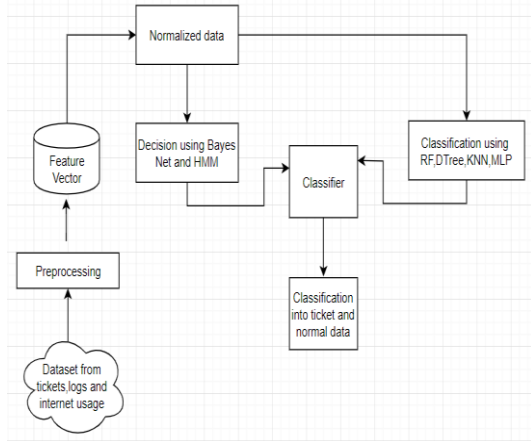 Normalized data
Decision using Bayes
Net and HMM
Classification using
RF,DTree,KNN,MLP
Feature
Vector
Classifier
Preprocessing
Classification
into ticket and
normal data
Dataset from
tickets,logs and
internet usage